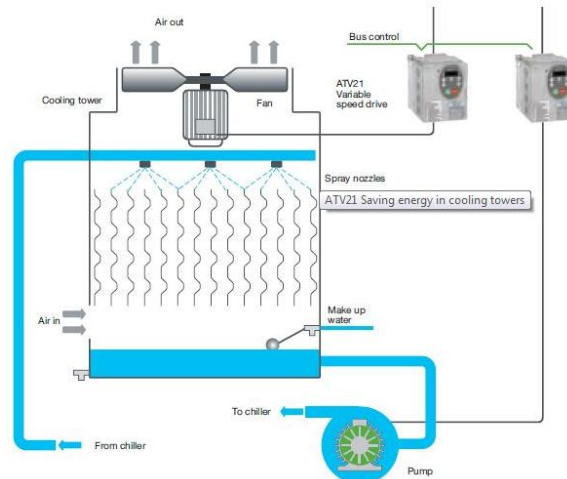 Air out
Bus control
ATV21
Variable
speed drive
Cooling tower
Fan
Spray nozzles
ATV21 Saving energy in cooling towers
Air in
Make up
water
To chiller
From chiller
Pump